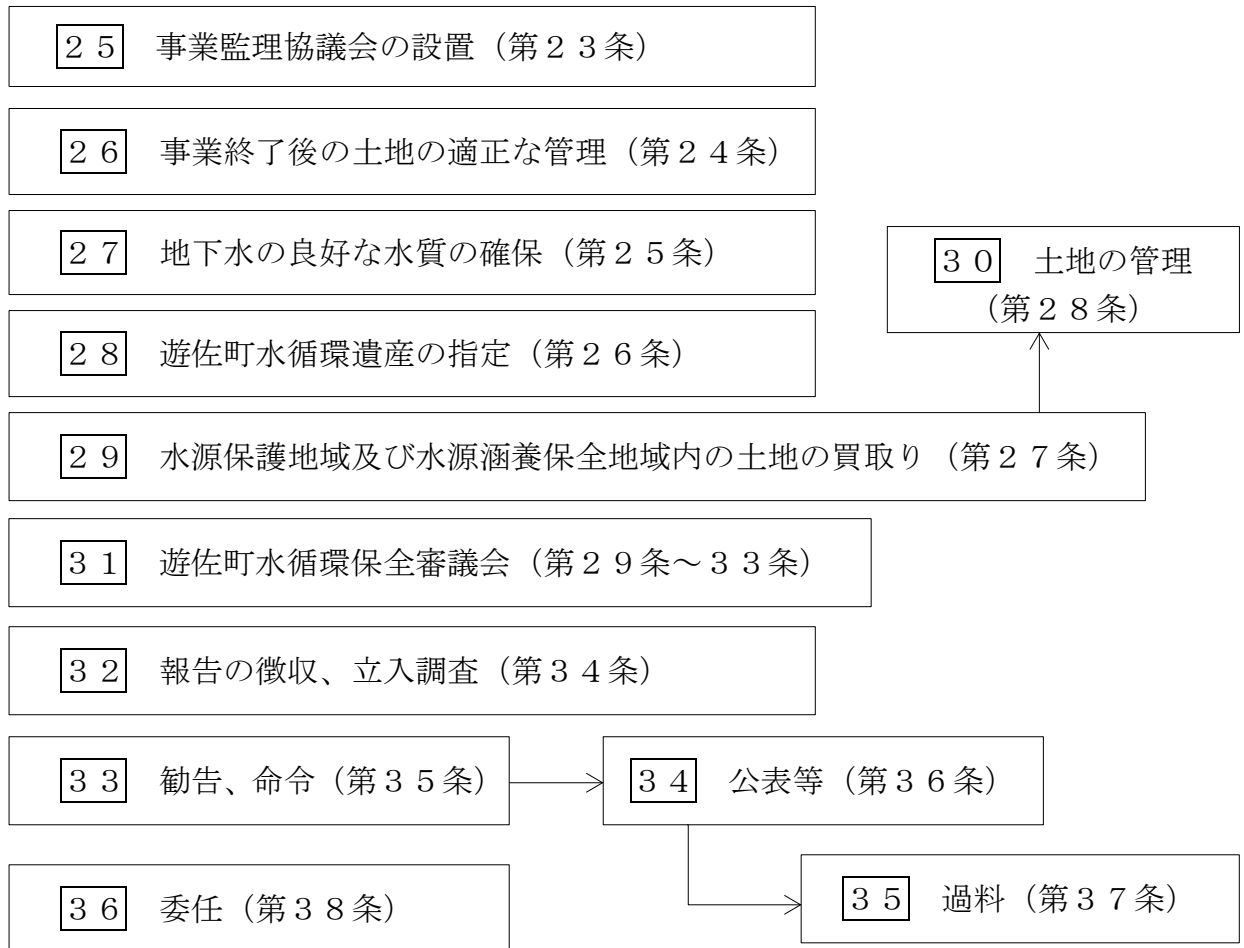 ２５　事業監理協議会の設置（第２３条）
２６　事業終了後の土地の適正な管理（第２４条）
２７　地下水の良好な水質の確保（第２５条）
２８　遊佐町水循環遺産の指定（第２６条）
２９　水源保護地域及び水源涵養保全地域内の土地の買取り（第２７条）
３０　土地の管理
（第２８条）
３１　遊佐町水循環保全審議会（第２９条～３３条）
３２　報告の徴収、立入調査（第３４条）
３３　勧告、命令（第３５条）
３４　公表等（第３６条）
３５　過料（第３７条）
３６　委任（第３８条）